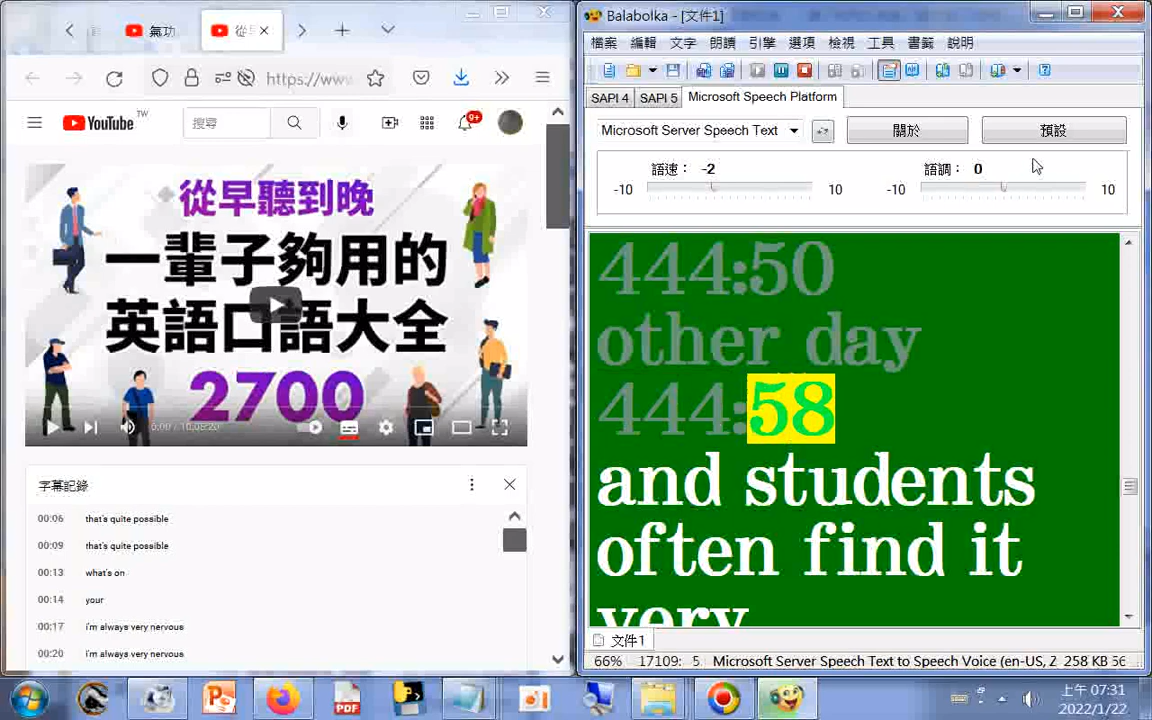 氣功
從
https://www
YouTube TW
搜尋
9+
從早聽到晚
一輩子夠用的
英語口語大全
2700
字幕記錄
00:06 that's quite possible
00:09 that's quite possible
00:13 what's on
00:14 your
00:17 i'm always very nervous
00:20 i'm always very nervous
Balabolka - [文件1]
檔案 編輯 文字 朗讀 引擎 選項 檢視 工具 書籤 說明
SAPI 4 SAPI 5 Microsoft Speech Platform
Microsoft Server Speech Text
關於
預設
語速: -2
語調: 0
-10 10 -10 10
444:50
other day
444:58
and students
often find it
very
文件1
66% 17109: 5 Microsoft Server Speech Text to Speech Voice (en-US, Z 258 KB 56
PDF
上午 07:31
2022/1/22